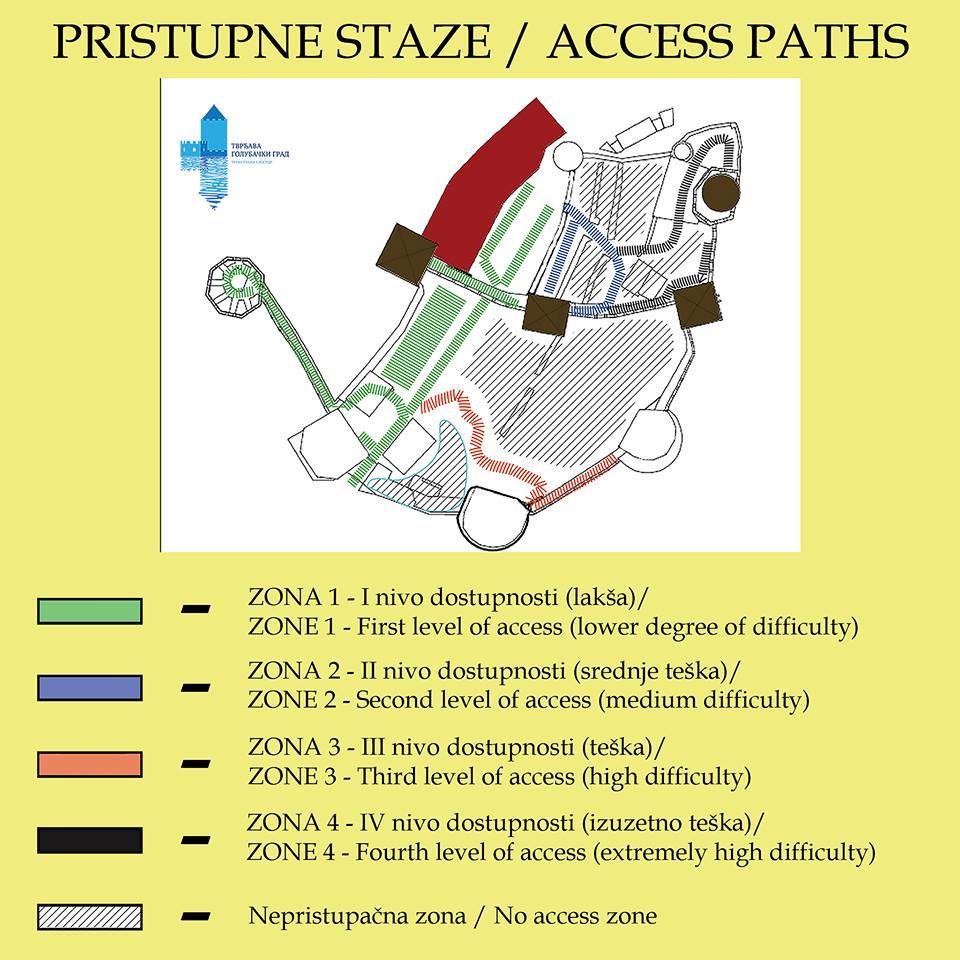 PRISTUPNE STAZE / ACCESS PATHS
ТВРЂАВА
ГОЛУБАЧКИ ГРАД
ZONA 1 - I nivo dostupnosti (lakša)/
ZONE 1 - First level of access (lower degree of difficulty)
ZONA 2 - II nivo dostupnosti (srednje teška)/
ZONE 2 - Second level of access (medium difficulty)
ZONA 3 - III nivo dostupnosti (teška)/
ZONE 3 - Third level of access (high difficulty)
ZONA 4 - IV nivo dostupnosti (izuzetno teška)/
ZONE 4 - Fourth level of access (extremely high difficulty)
Nepristupačna zona / No access zone